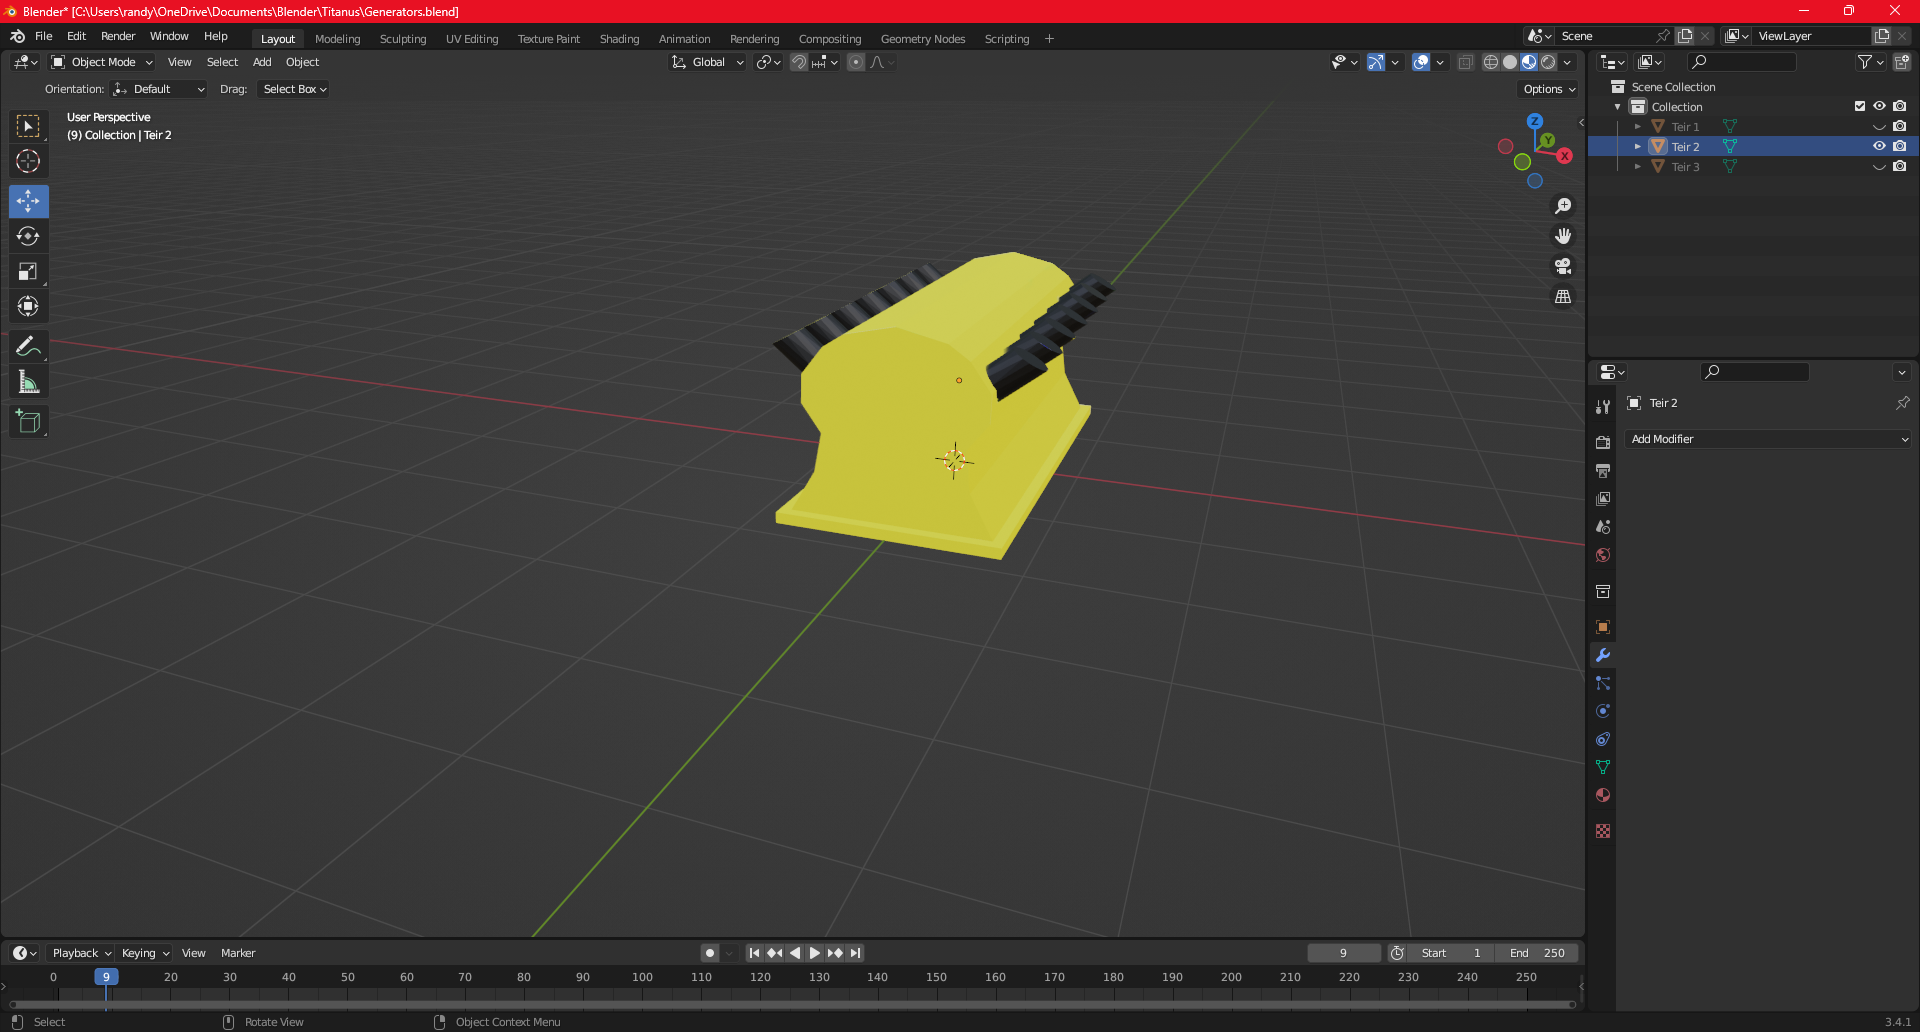 Blender* [C:\Users\randy\OneDrive\Documents\Blender\Titanus\Generators.blend]
File Edit Render Window Help Layout Modeling Sculpting UV Editing Texture Paint Shading Animation Rendering Compositing Geometry Nodes Scripting + Scene ViewLayer
Object Mode View Select Add Object Global
Orientation: Default Drag: Select Box Options
User Perspective
(9) Collection | Teir 2
Z
Y
X
Scene Collection
Collection
Teir 1
Teir 2
Teir 3
Teir 2
Add Modifier
Playback Keying View Marker 9 Start 1 End 250
0 9 20 30 40 50 60 70 80 90 100 110 120 130 140 150 160 170 180 190 200 210 220 230 240 250
Select Rotate View Object Context Menu 3.4.1